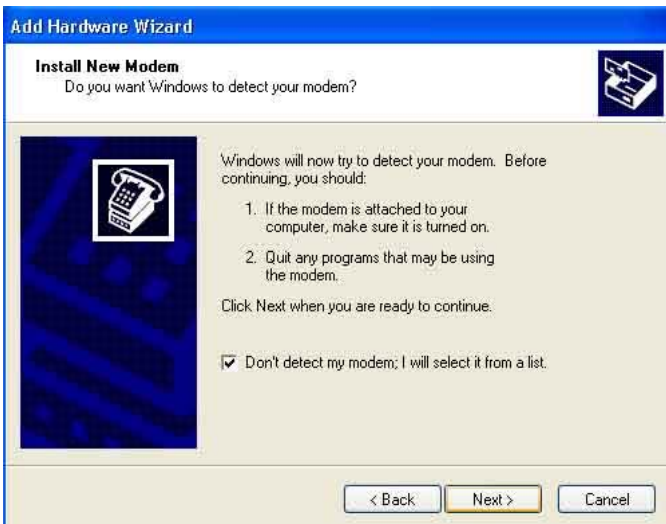 Add Hardware Wizard
Install New Modem
Do you want Windows to detect your modem?
Windows will now try to detect your modem. Before
continuing, you should:
1. If the modem is attached to your
computer, make sure it is turned on.
2. Quit any programs that may be using
the modem.
Click Next when you are ready to continue.
Don't detect my modem; I will select it from a list.
< Back
Next >
Cancel